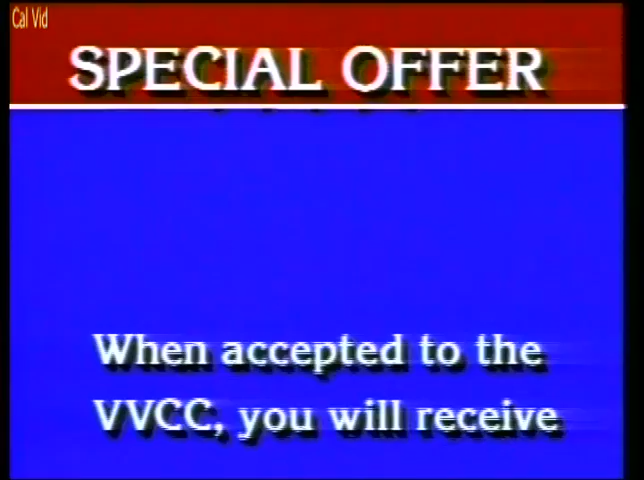 Cal Vid
SPECIAL OFFER
When accepted to the
VVCC, you will receive